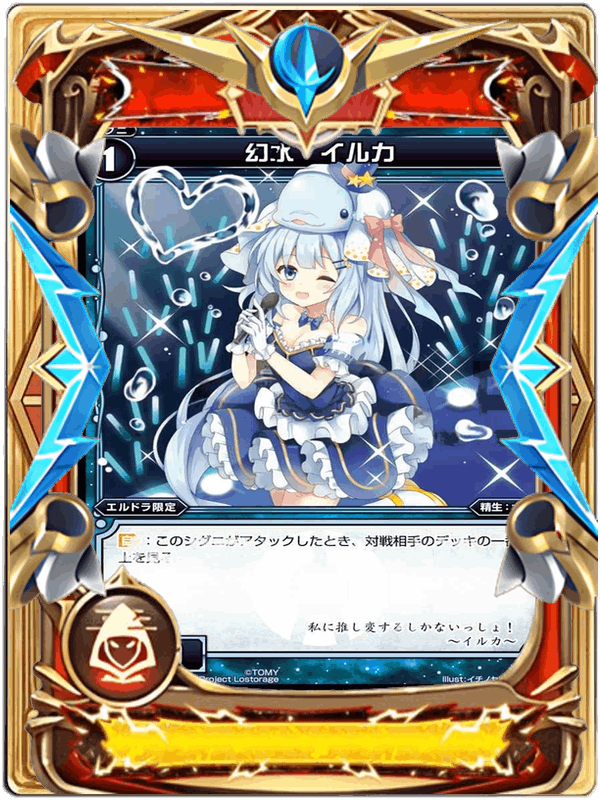 1
幻水 イルカ
エルドラ限定
精生:
:このシグニがアタックしたとき、対戦相手のデッキの一番
上を見
私に推し変するしかないっしょ!
~イルカ~
©TOMY
Project Lostorage
Illust:イチノセ